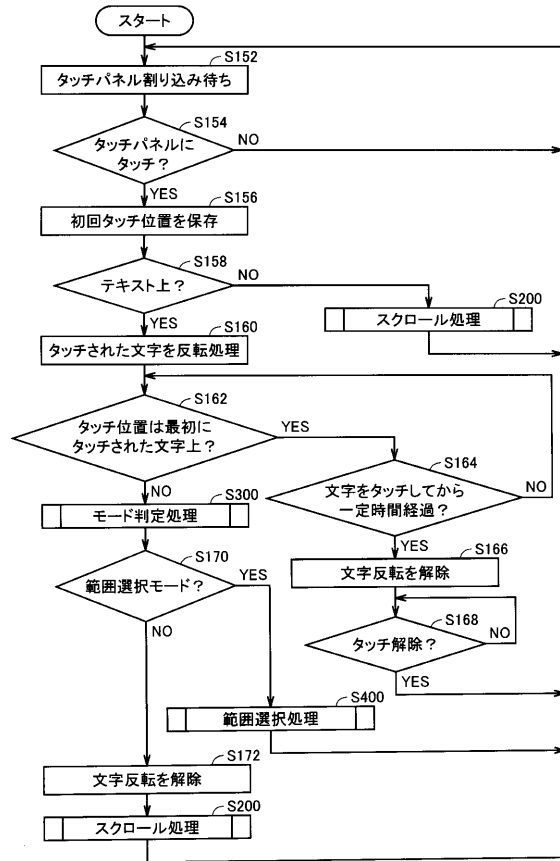 スタート
S152
タッチパネル割り込み待ち
S154
タッチパネルに
タッチ？
NO
YES
S156
初回タッチ位置を保存
S158
テキスト上？
NO
YES
S200
スクロール処理
S160
タッチされた文字を反転処理
S162
タッチ位置は最初に
タッチされた文字上？
YES
NO
S164
文字をタッチしてから
一定時間経過？
NO
YES
S300
モード判定処理
S166
文字反転を解除
S170
範囲選択モード？
YES
NO
S168
タッチ解除？
NO
YES
S400
範囲選択処理
S172
文字反転を解除
S200
スクロール処理